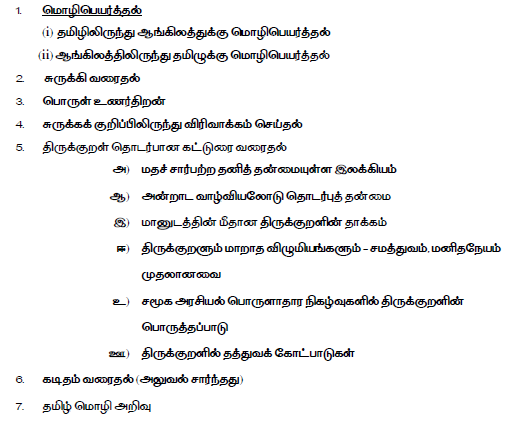 1. மொழிபெயர்த்தல்
(i) தமிழிலிருந்து ஆங்கிலத்துக்கு மொழிபெயர்த்தல்
(ii) ஆங்கிலத்திலிருந்து தமிழுக்கு மொழிபெயர்த்தல்
2. சுருக்கி வரைதல்
3. பொருள் உணர்திறன்
4. சுருக்கக் குறிப்பிலிருந்து விரிவாக்கம் செய்தல்
5. திருக்குறள் தொடர்பான கட்டுரை வரைதல்
அ) மதச் சார்பற்ற தனித் தன்மையுள்ள இலக்கியம்
ஆ) அன்றாட வாழ்வியலோடு தொடர்புத் தன்மை
இ) மானுடத்தின் மீதான திருக்குறளின் தாக்கம்
ஈ) திருக்குறளும் மாறாத விழுமியங்களும் – சமத்துவம், மனிதநேயம்
முதலானவை
உ) சமூக அரசியல் பொருளாதார நிகழ்வுகளில் திருக்குறளின்
பொருத்தப்பாடு
ஊ) திருக்குறளில் தத்துவக் கோட்பாடுகள்
6. கடிதம் வரைதல் (அலுவல் சார்ந்தது)
7. தமிழ் மொழி அறிவு